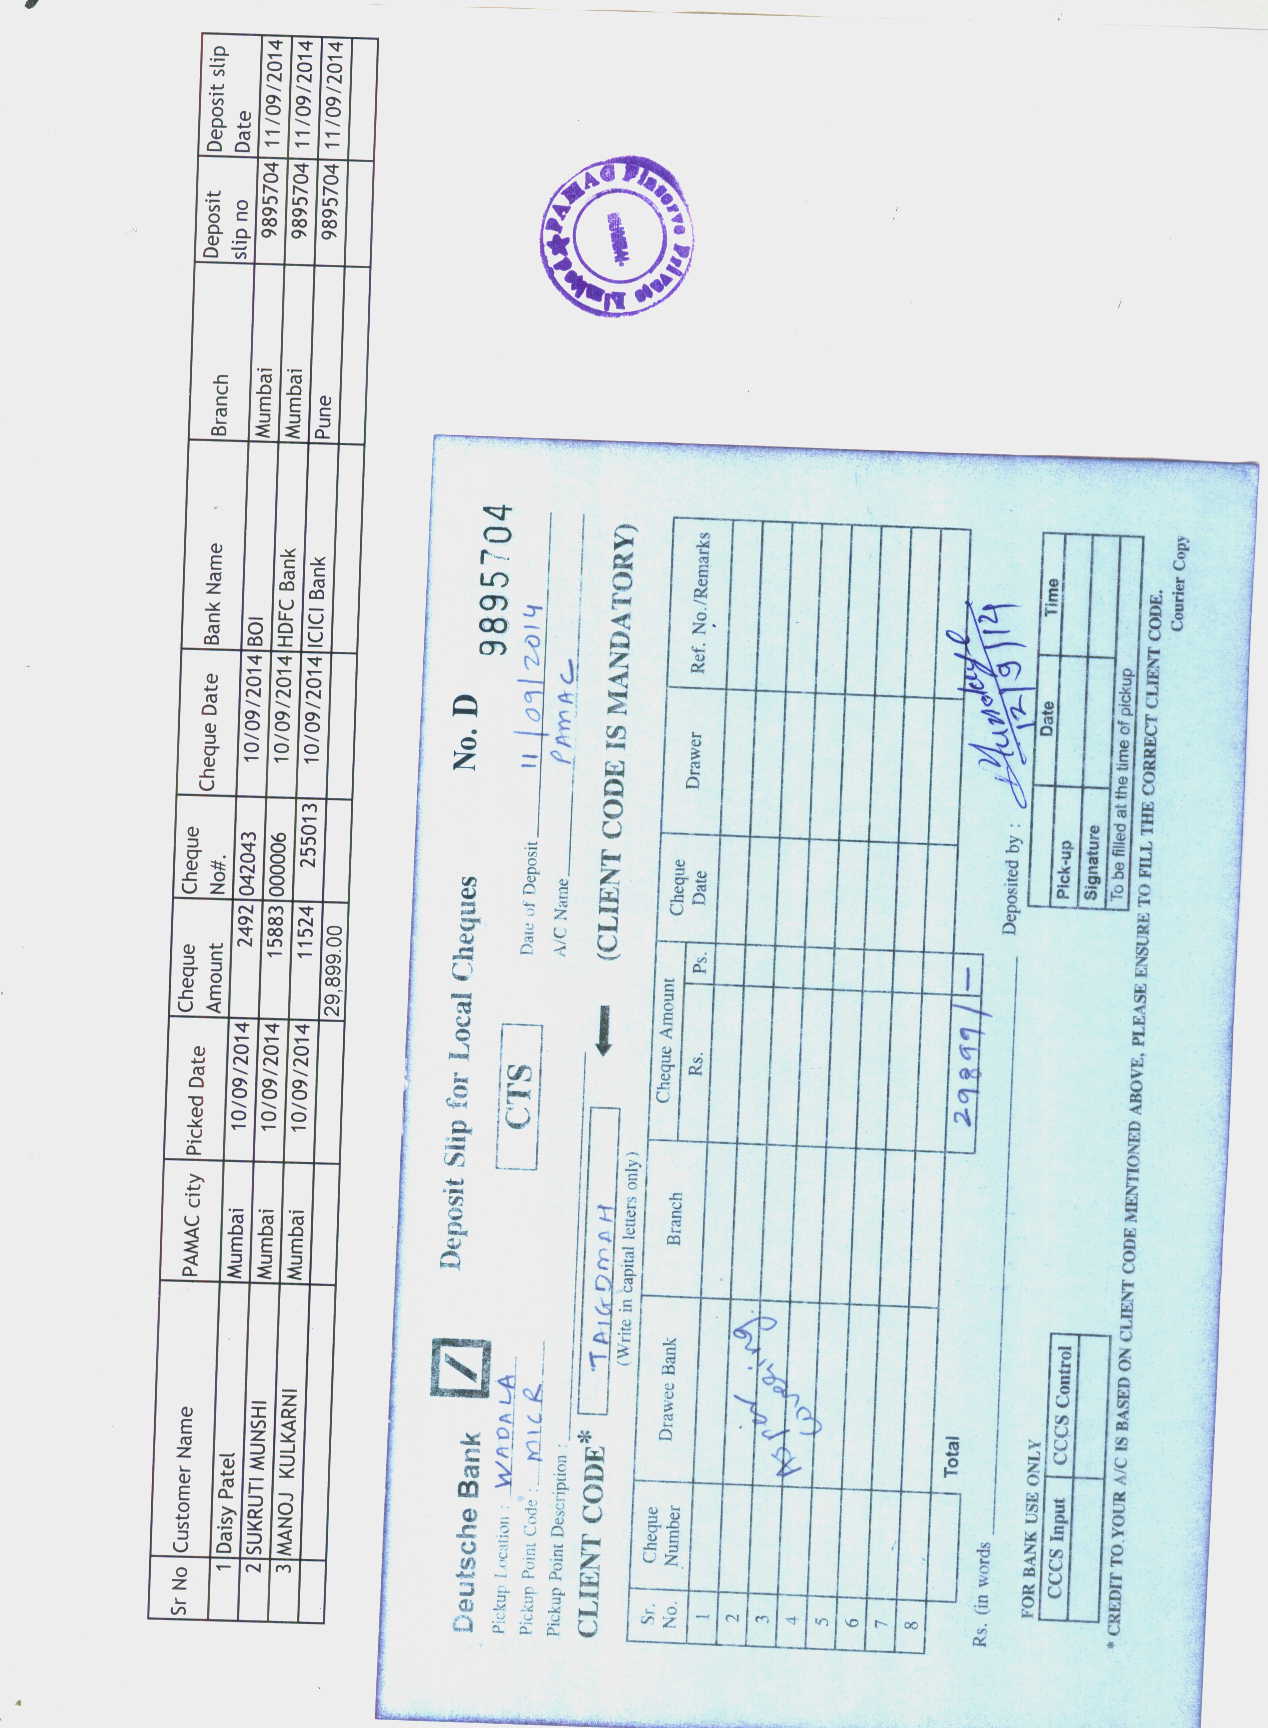 Sr No Customer Name PAMAC city Picked Date Cheque Amount Cheque No#. Cheque Date Bank Name Branch Deposit slip no Deposit slip Date
1 Daisy Patel Mumbai 10/09/2014 2492 042043 10/09/2014 BOI Mumbai 9895704 11/09/2014
2 SUKRUTI MUNSHI Mumbai 10/09/2014 15883 000006 10/09/2014 HDFC Bank Mumbai 9895704 11/09/2014
3 MANOJ KULKARNI Mumbai 10/09/2014 11524 255013 10/09/2014 ICICI Bank Pune 9895704 11/09/2014
29,899.00
PAMAC Finserve Private Limited
Deutsche Bank Deposit Slip for Local Cheques No. D 9895704
Pickup Location : WADALA CTS Date of Deposit 11/09/2014
Pickup Point Code : MICR A/C Name PAMAC
Pickup Point Description :
CLIENT CODE* TAIGDMAH (CLIENT CODE IS MANDATORY)
(Write in capital letters only)
Sr. No. Cheque Number Drawee Bank Branch Cheque Amount Rs. Ps. Cheque Date Drawer Ref. No./Remarks
1
2
3
4
5
6
7
8
Total 29899/-
Rs. (in words Deposited by : 12/9/14
FOR BANK USE ONLY
CCCS Input CCCS Control
Date Time
Pick-up
Signature
To be filled at the time of pickup
* CREDIT TO YOUR A/C IS BASED ON CLIENT CODE MENTIONED ABOVE, PLEASE ENSURE TO FILL THE CORRECT CLIENT CODE.
Courier Copy